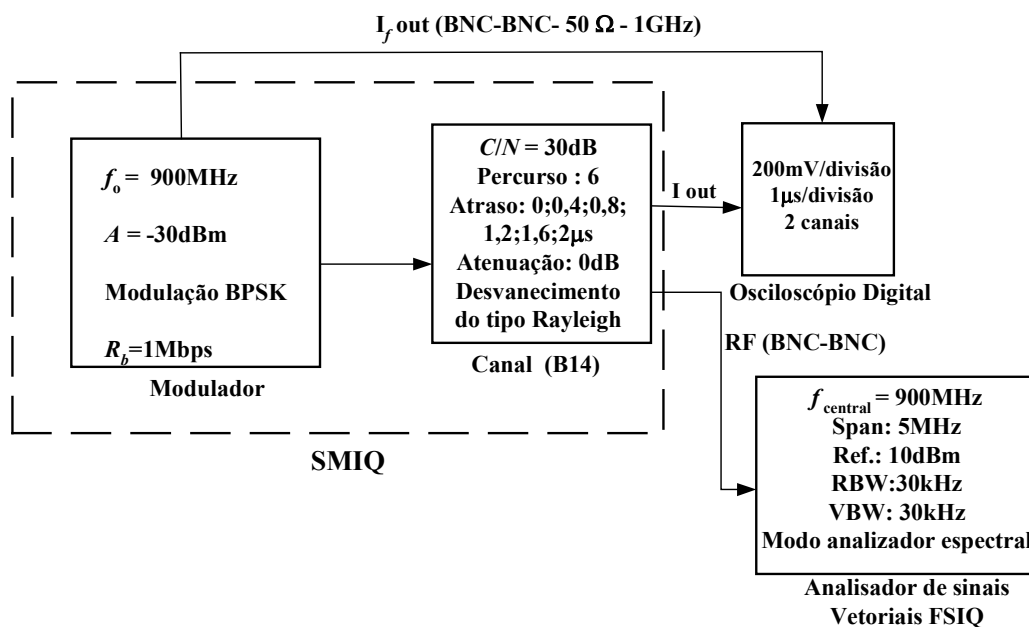 I_f out (BNC-BNC- 50 Ω - 1GHz)
f_o = 900MHz
A = -30dBm
Modulação BPSK
R_b=1Mbps
Modulador
C/N = 30dB
Percurso : 6
Atraso: 0;0,4;0,8;
1,2;1,6;2µs
Atenuação: 0dB
Desvanecimento
do tipo Rayleigh
Canal (B14)
SMIQ
I out
200mV/divisão
1µs/divisão
2 canais
Osciloscópio Digital
RF (BNC-BNC)
f_central = 900MHz
Span: 5MHz
Ref.: 10dBm
RBW:30kHz
VBW: 30kHz
Modo analizador espectral
Analisador de sinais
Vetoriais FSIQ